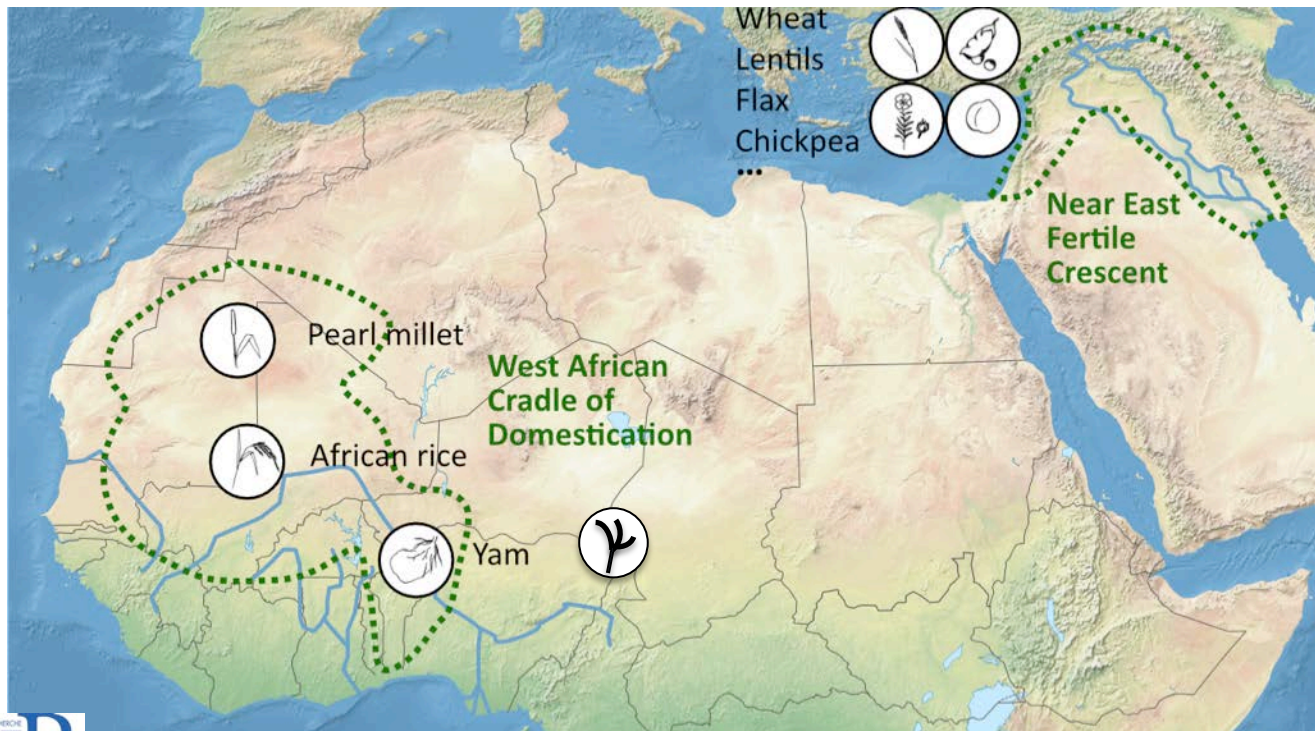 Wheat
Lentils
Flax
Chickpea
...
Near East
Fertile
Crescent
Pearl millet
West African
Cradle of
Domestication
African rice
Yam